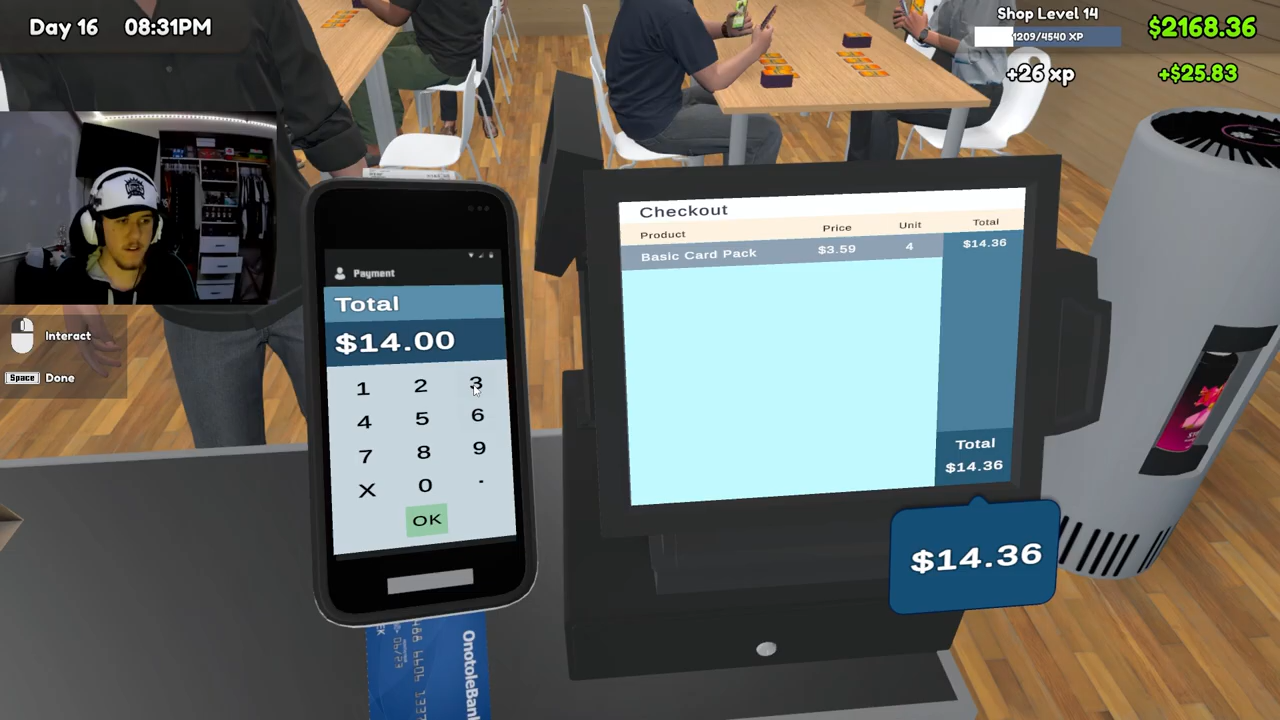 Day 16 08:31PM
Shop Level 14
1209/4540 XP
$2168.36
+26 xp
+$25.83
Interact
Space Done
Payment
Total
$14.00
1 2 3
4 5 6
7 8 9
X 0 .
OK
Checkout
Product Price Unit Total
Basic Card Pack $3.59 4 $14.36
Total
$14.36
$14.36
OnotoleBank